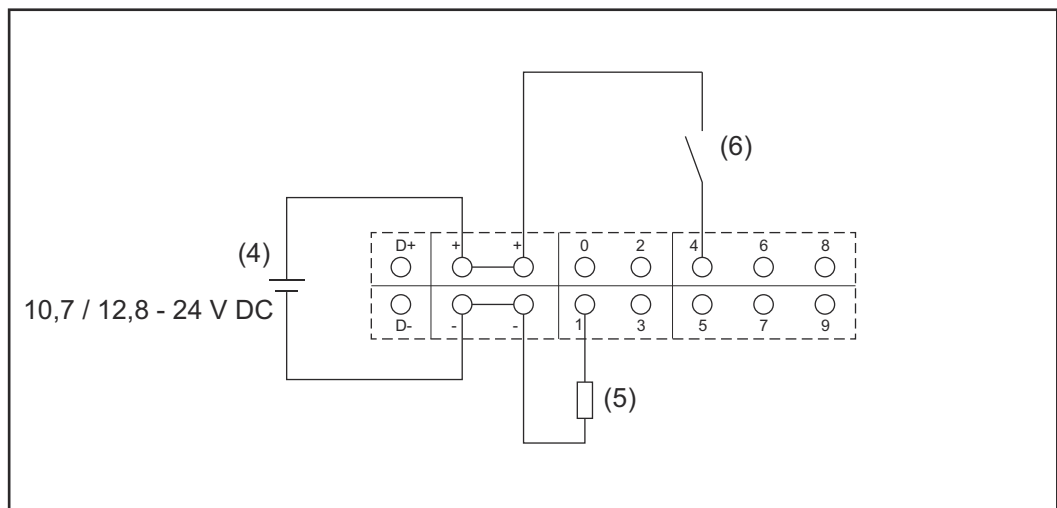 (6)
(4)
10,7 / 12,8 - 24 V DC
D+ + + 0 2 4 6 8
D- - - 1 3 5 7 9
(5)